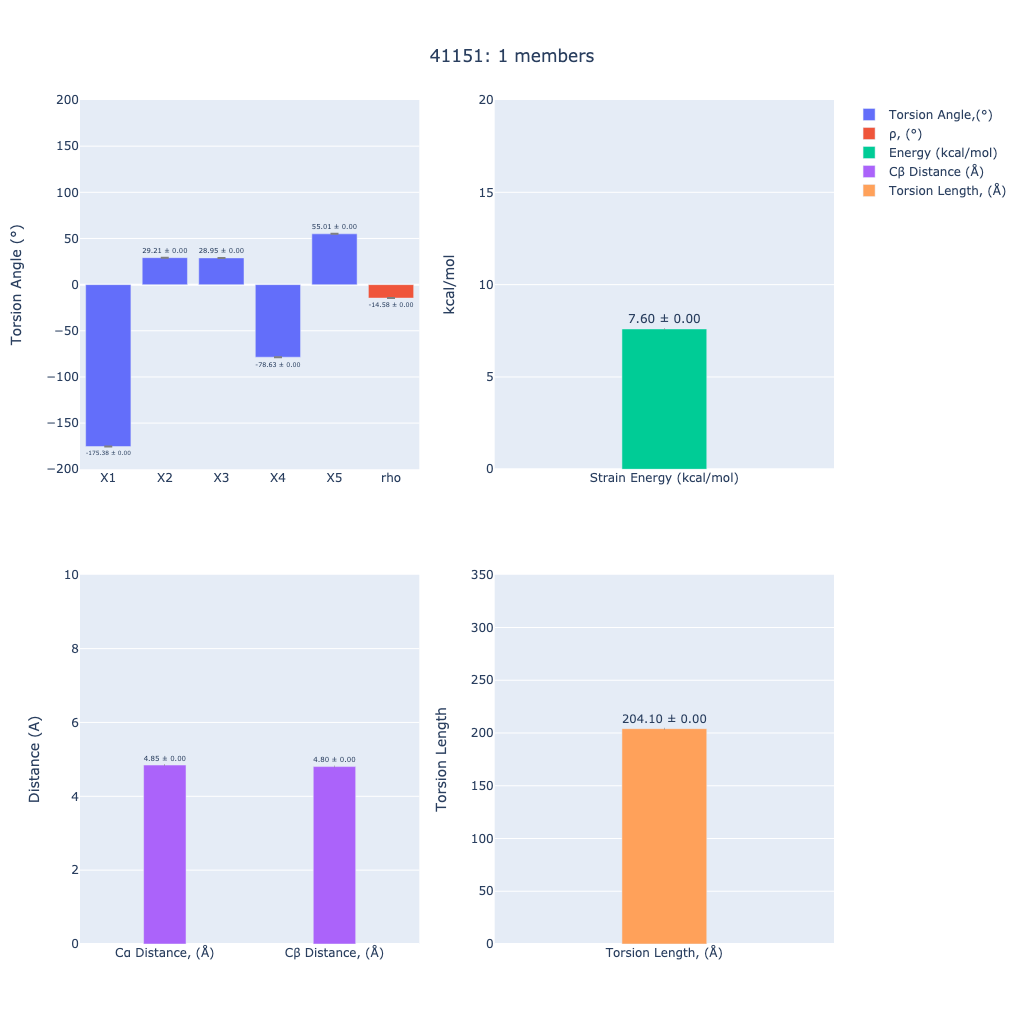 41151: 1 members
Torsion Angle (°)
200
150
100
50
0
−50
−100
−150
−200
-175.38 ± 0.00
29.21 ± 0.00
28.95 ± 0.00
-78.63 ± 0.00
55.01 ± 0.00
-14.58 ± 0.00
X1
X2
X3
X4
X5
rho
kcal/mol
20
15
10
5
0
7.60 ± 0.00
Strain Energy (kcal/mol)
Torsion Angle,(°)
ρ, (°)
Energy (kcal/mol)
Cβ Distance (Å)
Torsion Length, (Å)
Distance (A)
10
8
6
4
2
0
4.85 ± 0.00
4.80 ± 0.00
Cα Distance, (Å)
Cβ Distance, (Å)
Torsion Length
350
300
250
200
150
100
50
0
204.10 ± 0.00
Torsion Length, (Å)